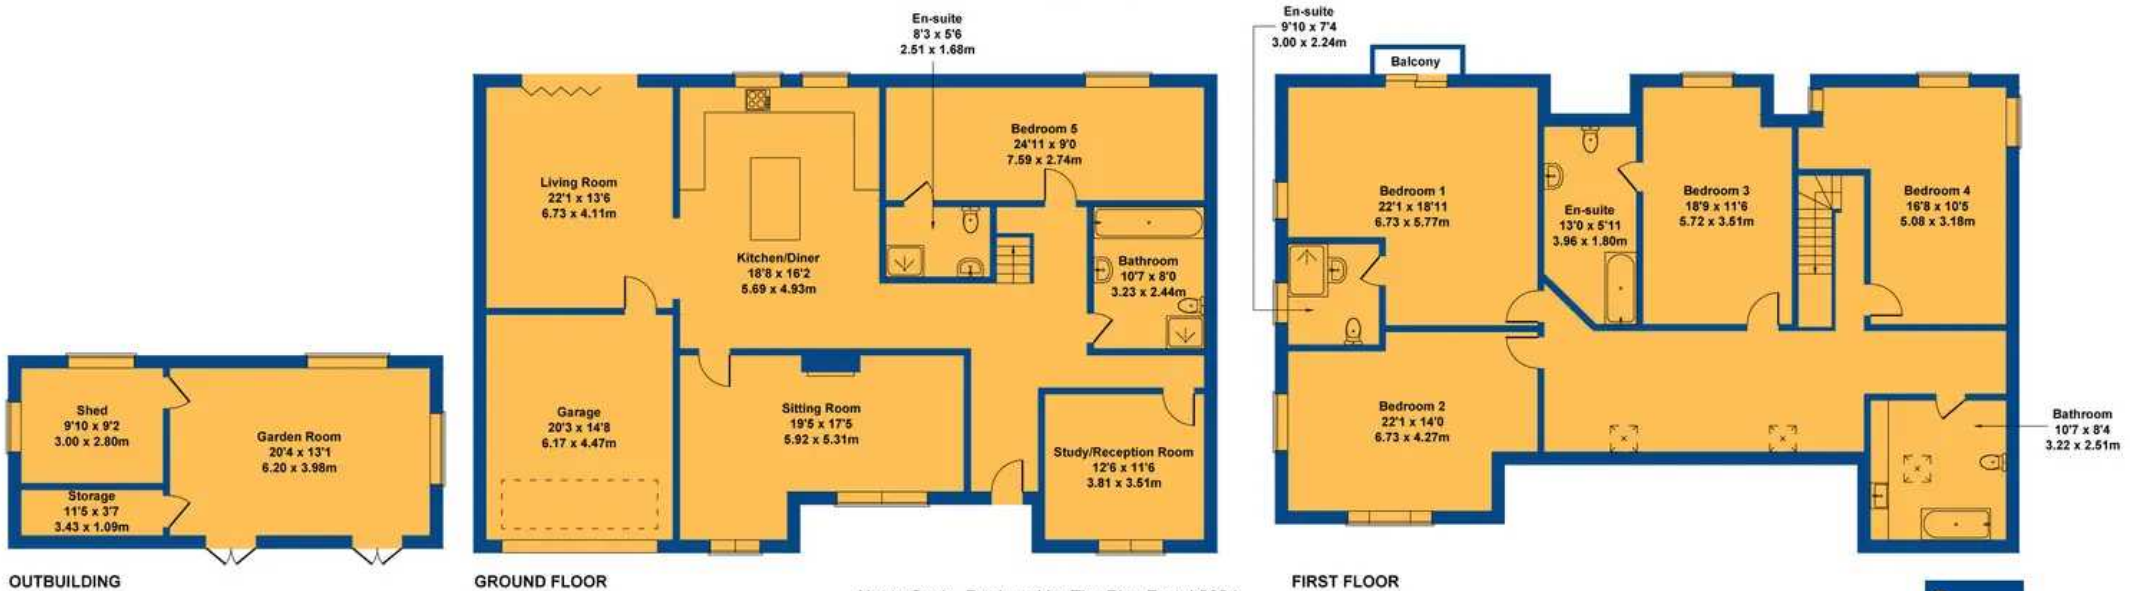 OUTBUILDING
Shed
9'10 x 9'2
3.00 x 2.80m
Storage
11'5 x 3'7
3.43 x 1.09m
Garden Room
20'4 x 13'1
6.20 x 3.98m
GROUND FLOOR
En-suite
8'3 x 5'6
2.51 x 1.68m
Living Room
22'1 x 13'6
6.73 x 4.11m
Kitchen/Diner
18'8 x 16'2
5.69 x 4.93m
Bedroom 5
24'11 x 9'0
7.59 x 2.74m
Bathroom
10'7 x 8'0
3.23 x 2.44m
Garage
20'3 x 14'8
6.17 x 4.47m
Sitting Room
19'5 x 17'5
5.92 x 5.31m
Study/Reception Room
12'6 x 11'6
3.81 x 3.51m
FIRST FLOOR
En-suite
9'10 x 7'4
3.00 x 2.24m
Balcony
Bedroom 1
22'1 x 18'11
6.73 x 5.77m
En-suite
13'0 x 5'11
3.96 x 1.80m
Bedroom 3
18'9 x 11'6
5.72 x 3.51m
Bedroom 4
16'8 x 10'5
5.08 x 3.18m
Bedroom 2
22'1 x 14'0
6.73 x 4.27m
Bathroom
10'7 x 8'4
3.22 x 2.51m